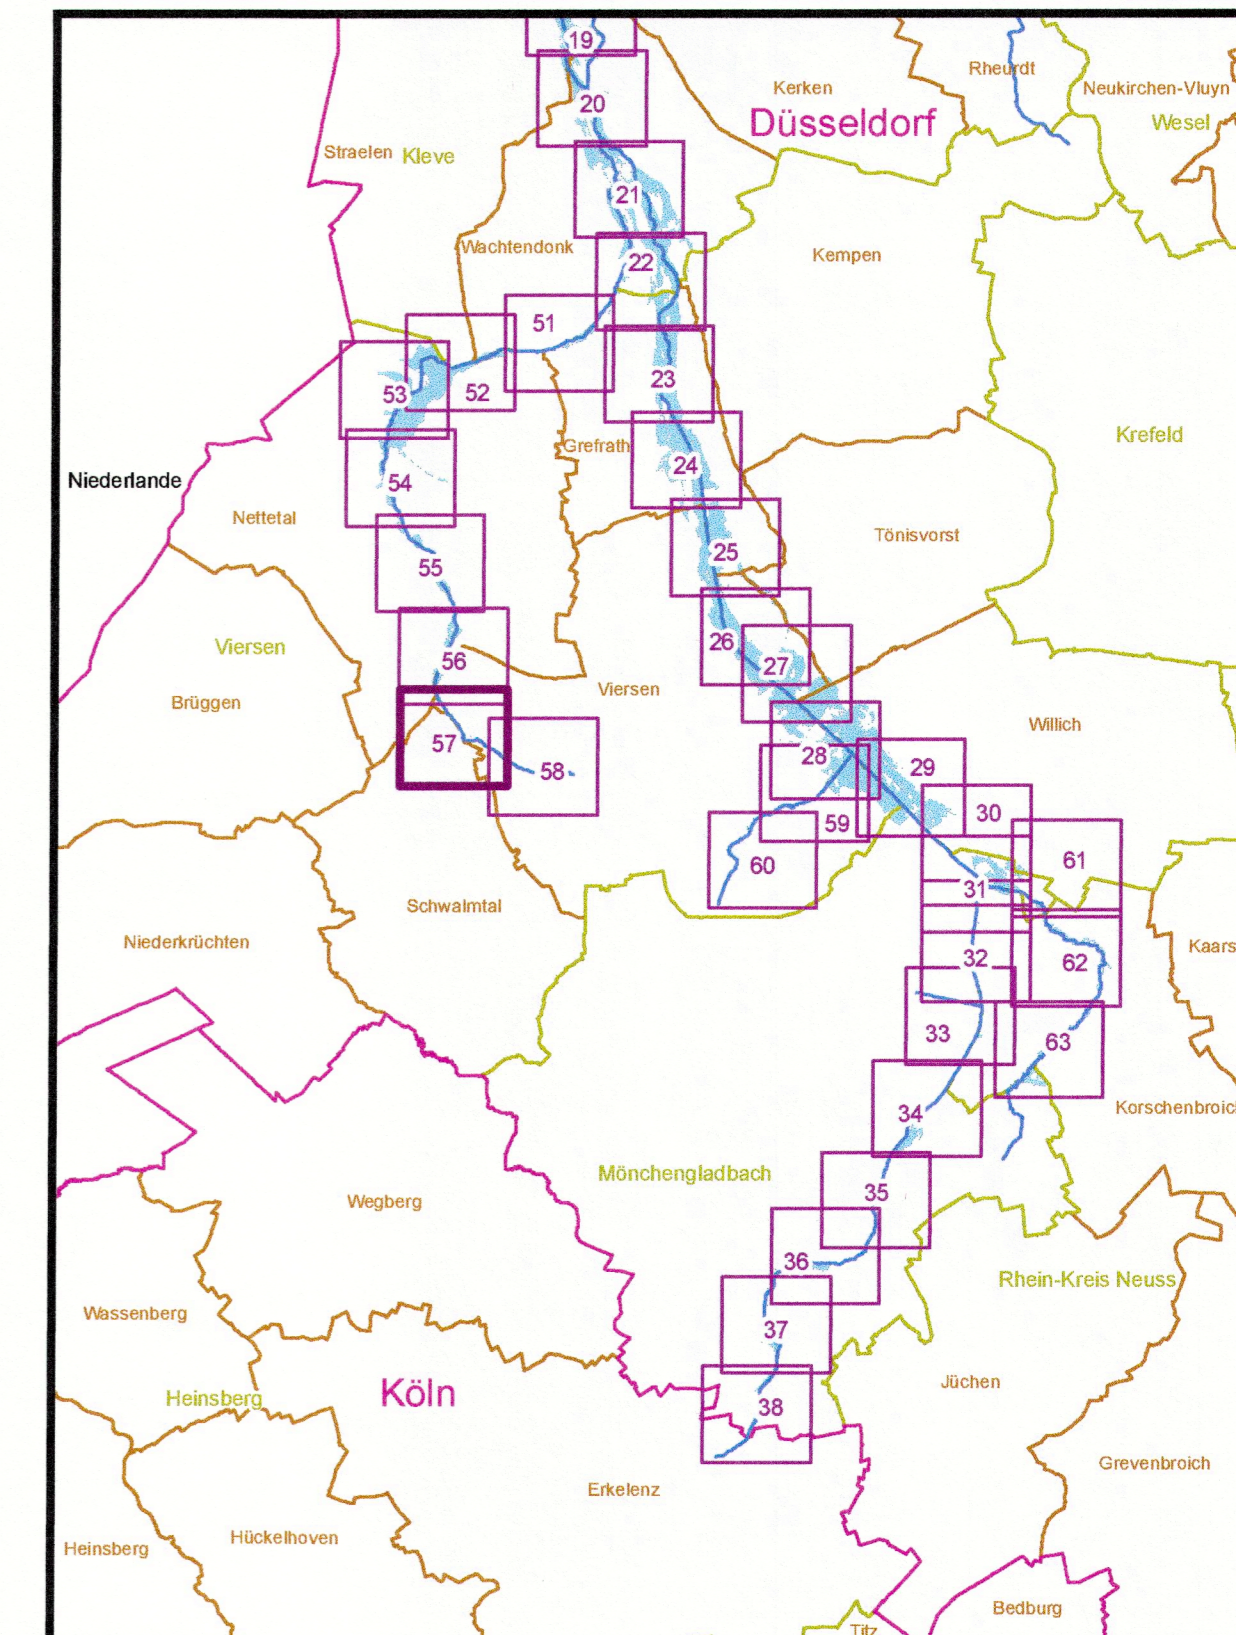 19
Rheurdt
Kerken
Neukirchen-Vluyn
20
Düsseldorf
Wesel
Straelen
Kleve
21
Wachtendonk
Kempen
22
51
53
52
23
Krefeld
Grefrath
24
Niederlande
54
Nettetal
Tönisvorst
25
55
26
Viersen
56
27
Viersen
Brüggen
Willich
57
28
58
29
30
59
61
60
31
Schwalmtal
Niederkrüchten
Kaars
32
62
33
63
Korschenbroic
34
Mönchengladbach
35
Wegberg
36
Rhein-Kreis Neuss
Wassenberg
37
Jüchen
Köln
Heinsberg
38
Grevenbroich
Erkelenz
Hückelhoven
Heinsberg
Bedburg
Titz